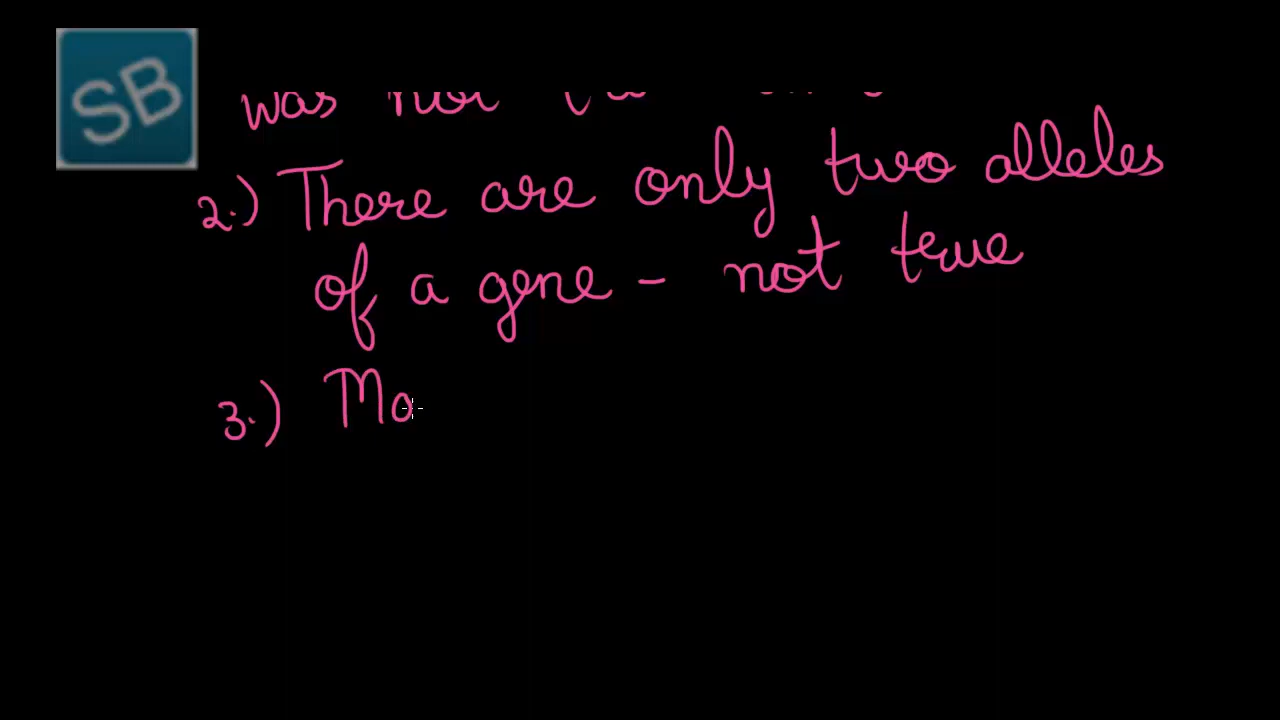 SB
was not
2.) There are only two alleles
of a gene - not true
3.) Mo